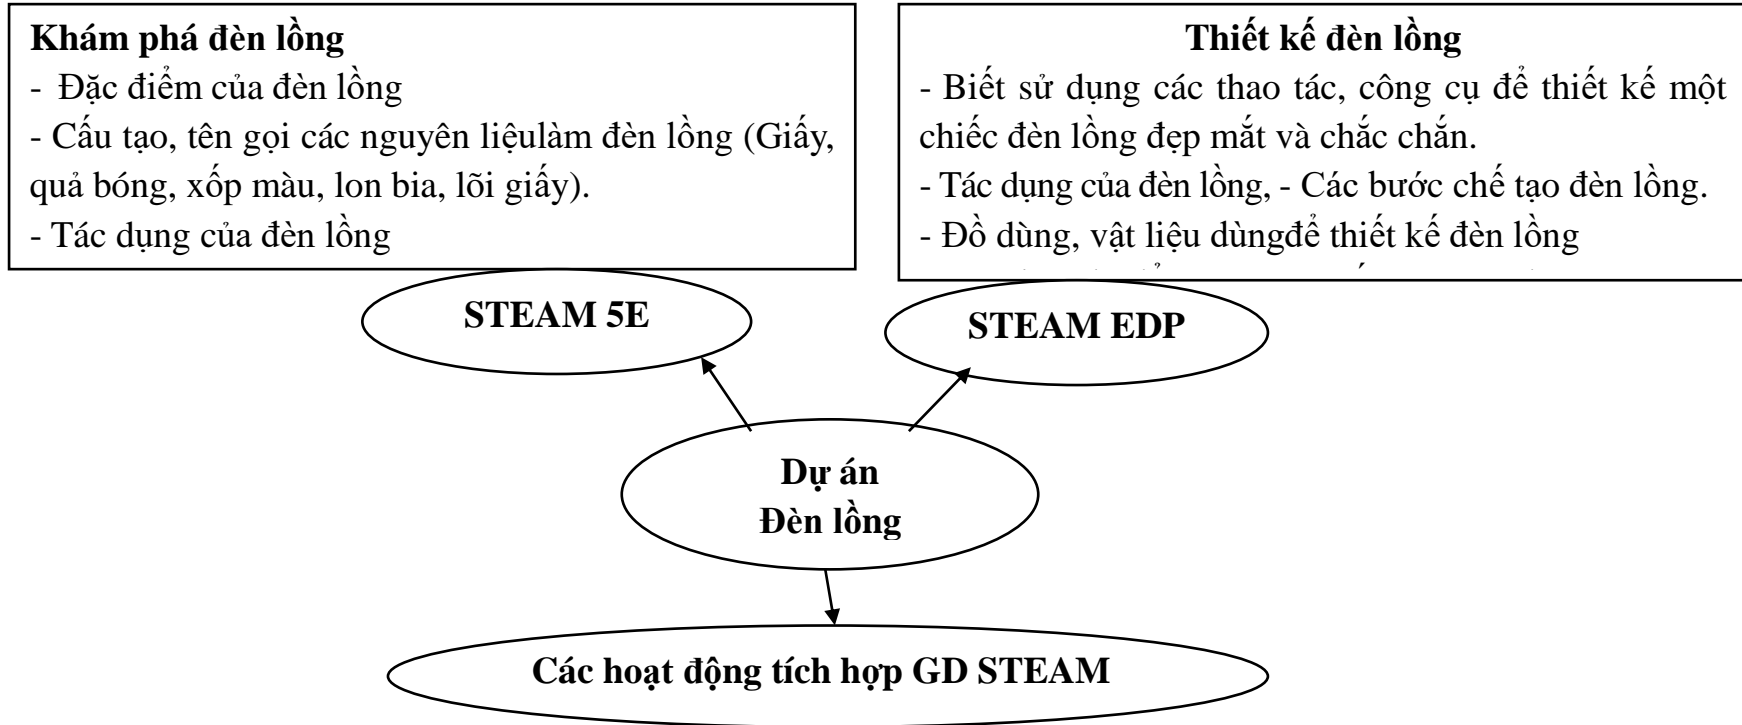 Khám phá đèn lồng
- Đặc điểm của đèn lồng
- Cấu tạo, tên gọi các nguyên liệulàm đèn lồng (Giấy,
quả bóng, xốp màu, lon bia, lõi giấy).
- Tác dụng của đèn lồng
Thiết kế đèn lồng
- Biết sử dụng các thao tác, công cụ để thiết kế một
chiếc đèn lồng đẹp mắt và chắc chắn.
- Tác dụng của đèn lồng, - Các bước chế tạo đèn lồng.
- Đồ dùng, vật liệu dùngđể thiết kế đèn lồng
STEAM 5E
STEAM EDP
Dự án
Đèn lồng
Các hoạt động tích hợp GD STEAM